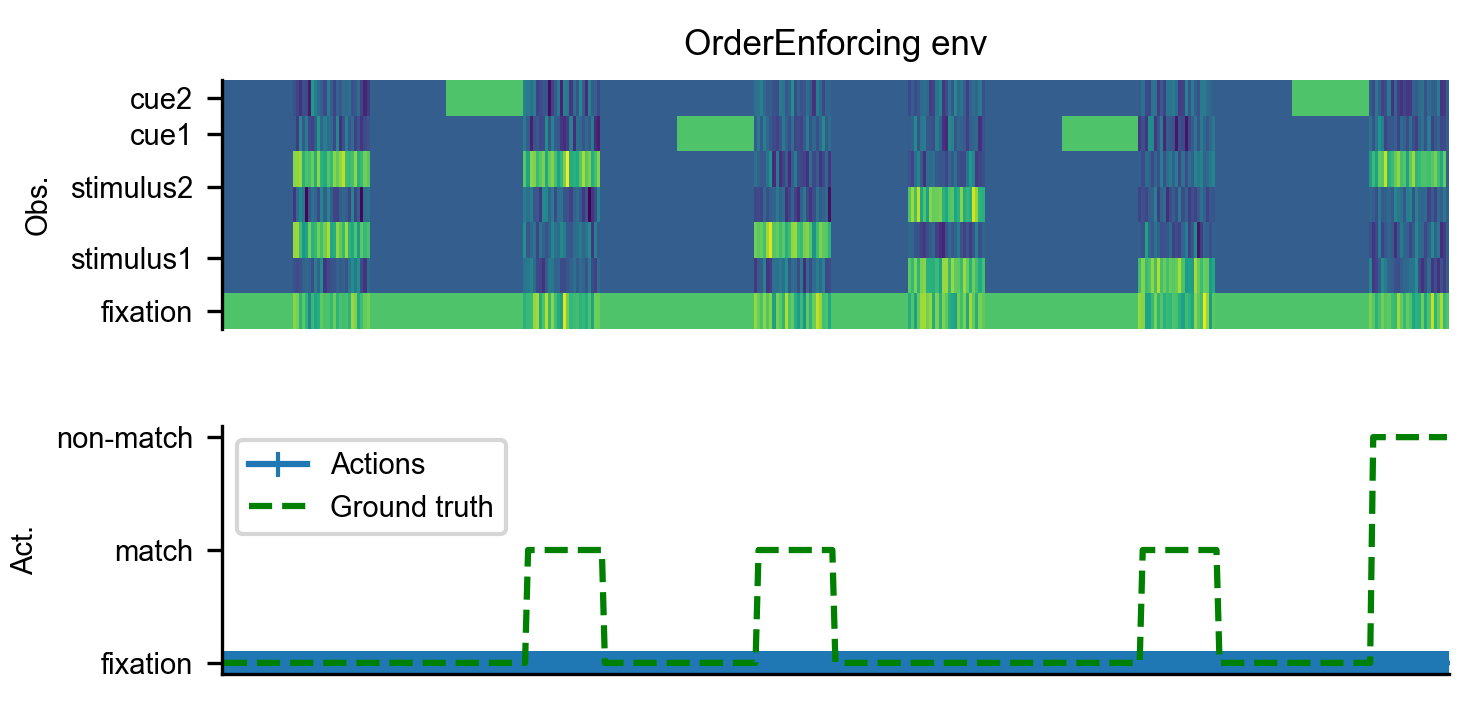 OrderEnforcing env
Obs.
cue2
cue1
stimulus2
stimulus1
fixation
Act.
non-match
match
fixation
Actions
Ground truth